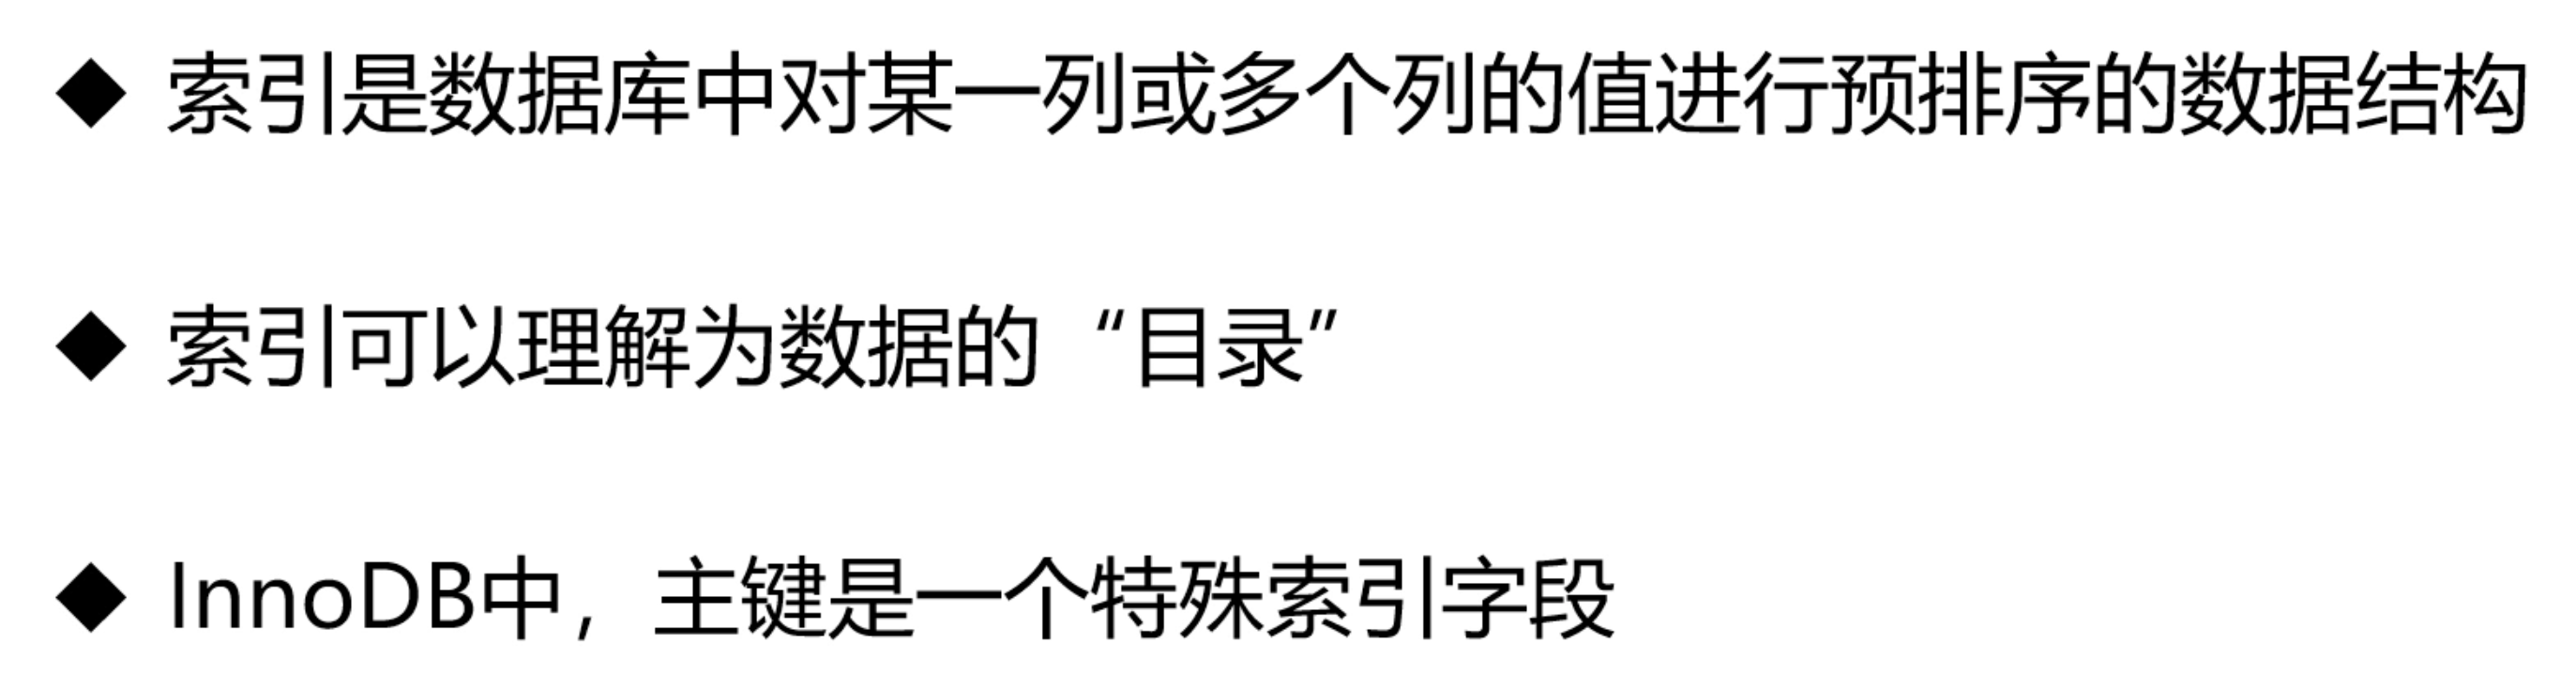 ◆ 索引是数据库中对某一列或多个列的值进行预排序的数据结构
◆ 索引可以理解为数据的“目录”
◆ InnoDB中，主键是一个特殊索引字段